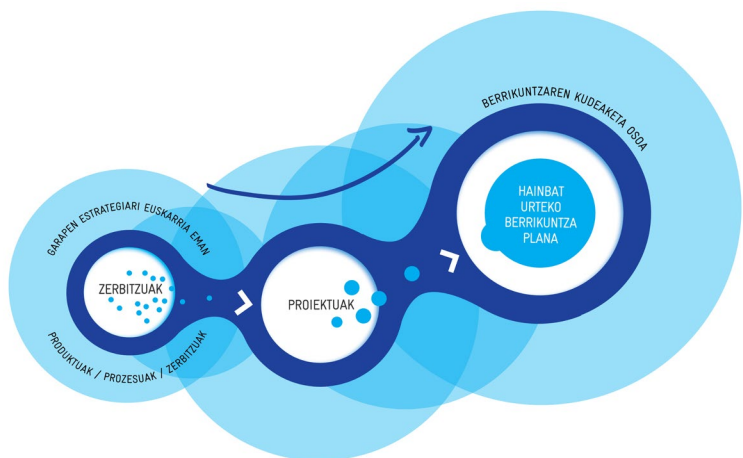 GARAPEN ESTRATEGIARI EUSKARRIA EMAN
ZERBITZUAK
PRODUKTUAK / PROZESUAK / ZERBITZUAK
PROIEKTUAK
BERRIKUNTZAREN KUDEAKETA OSOA
HAINBAT
URTEKO
BERRIKUNTZA
PLANA